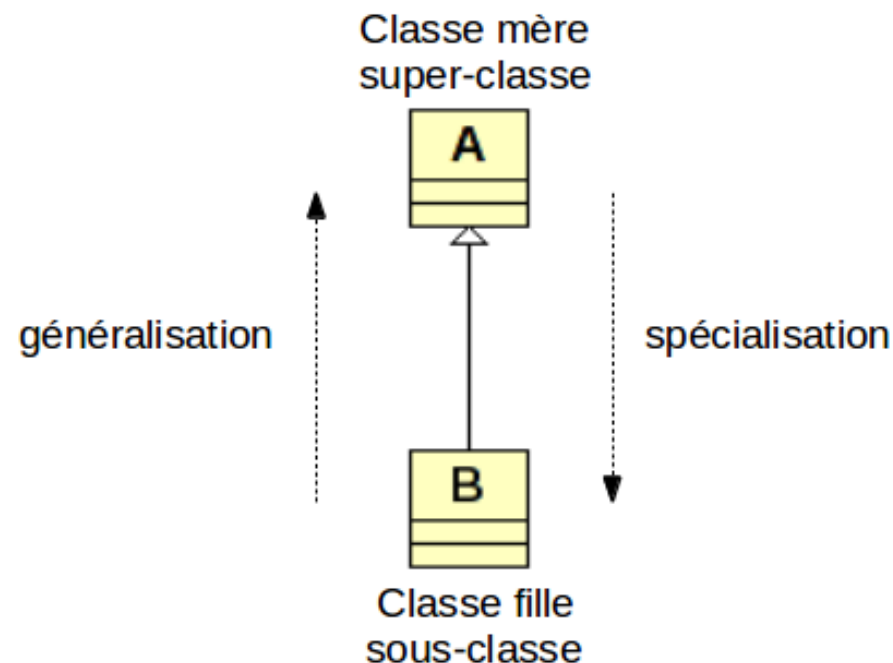 Classe mère
super-classe
A
généralisation
spécialisation
B
Classe fille
sous-classe